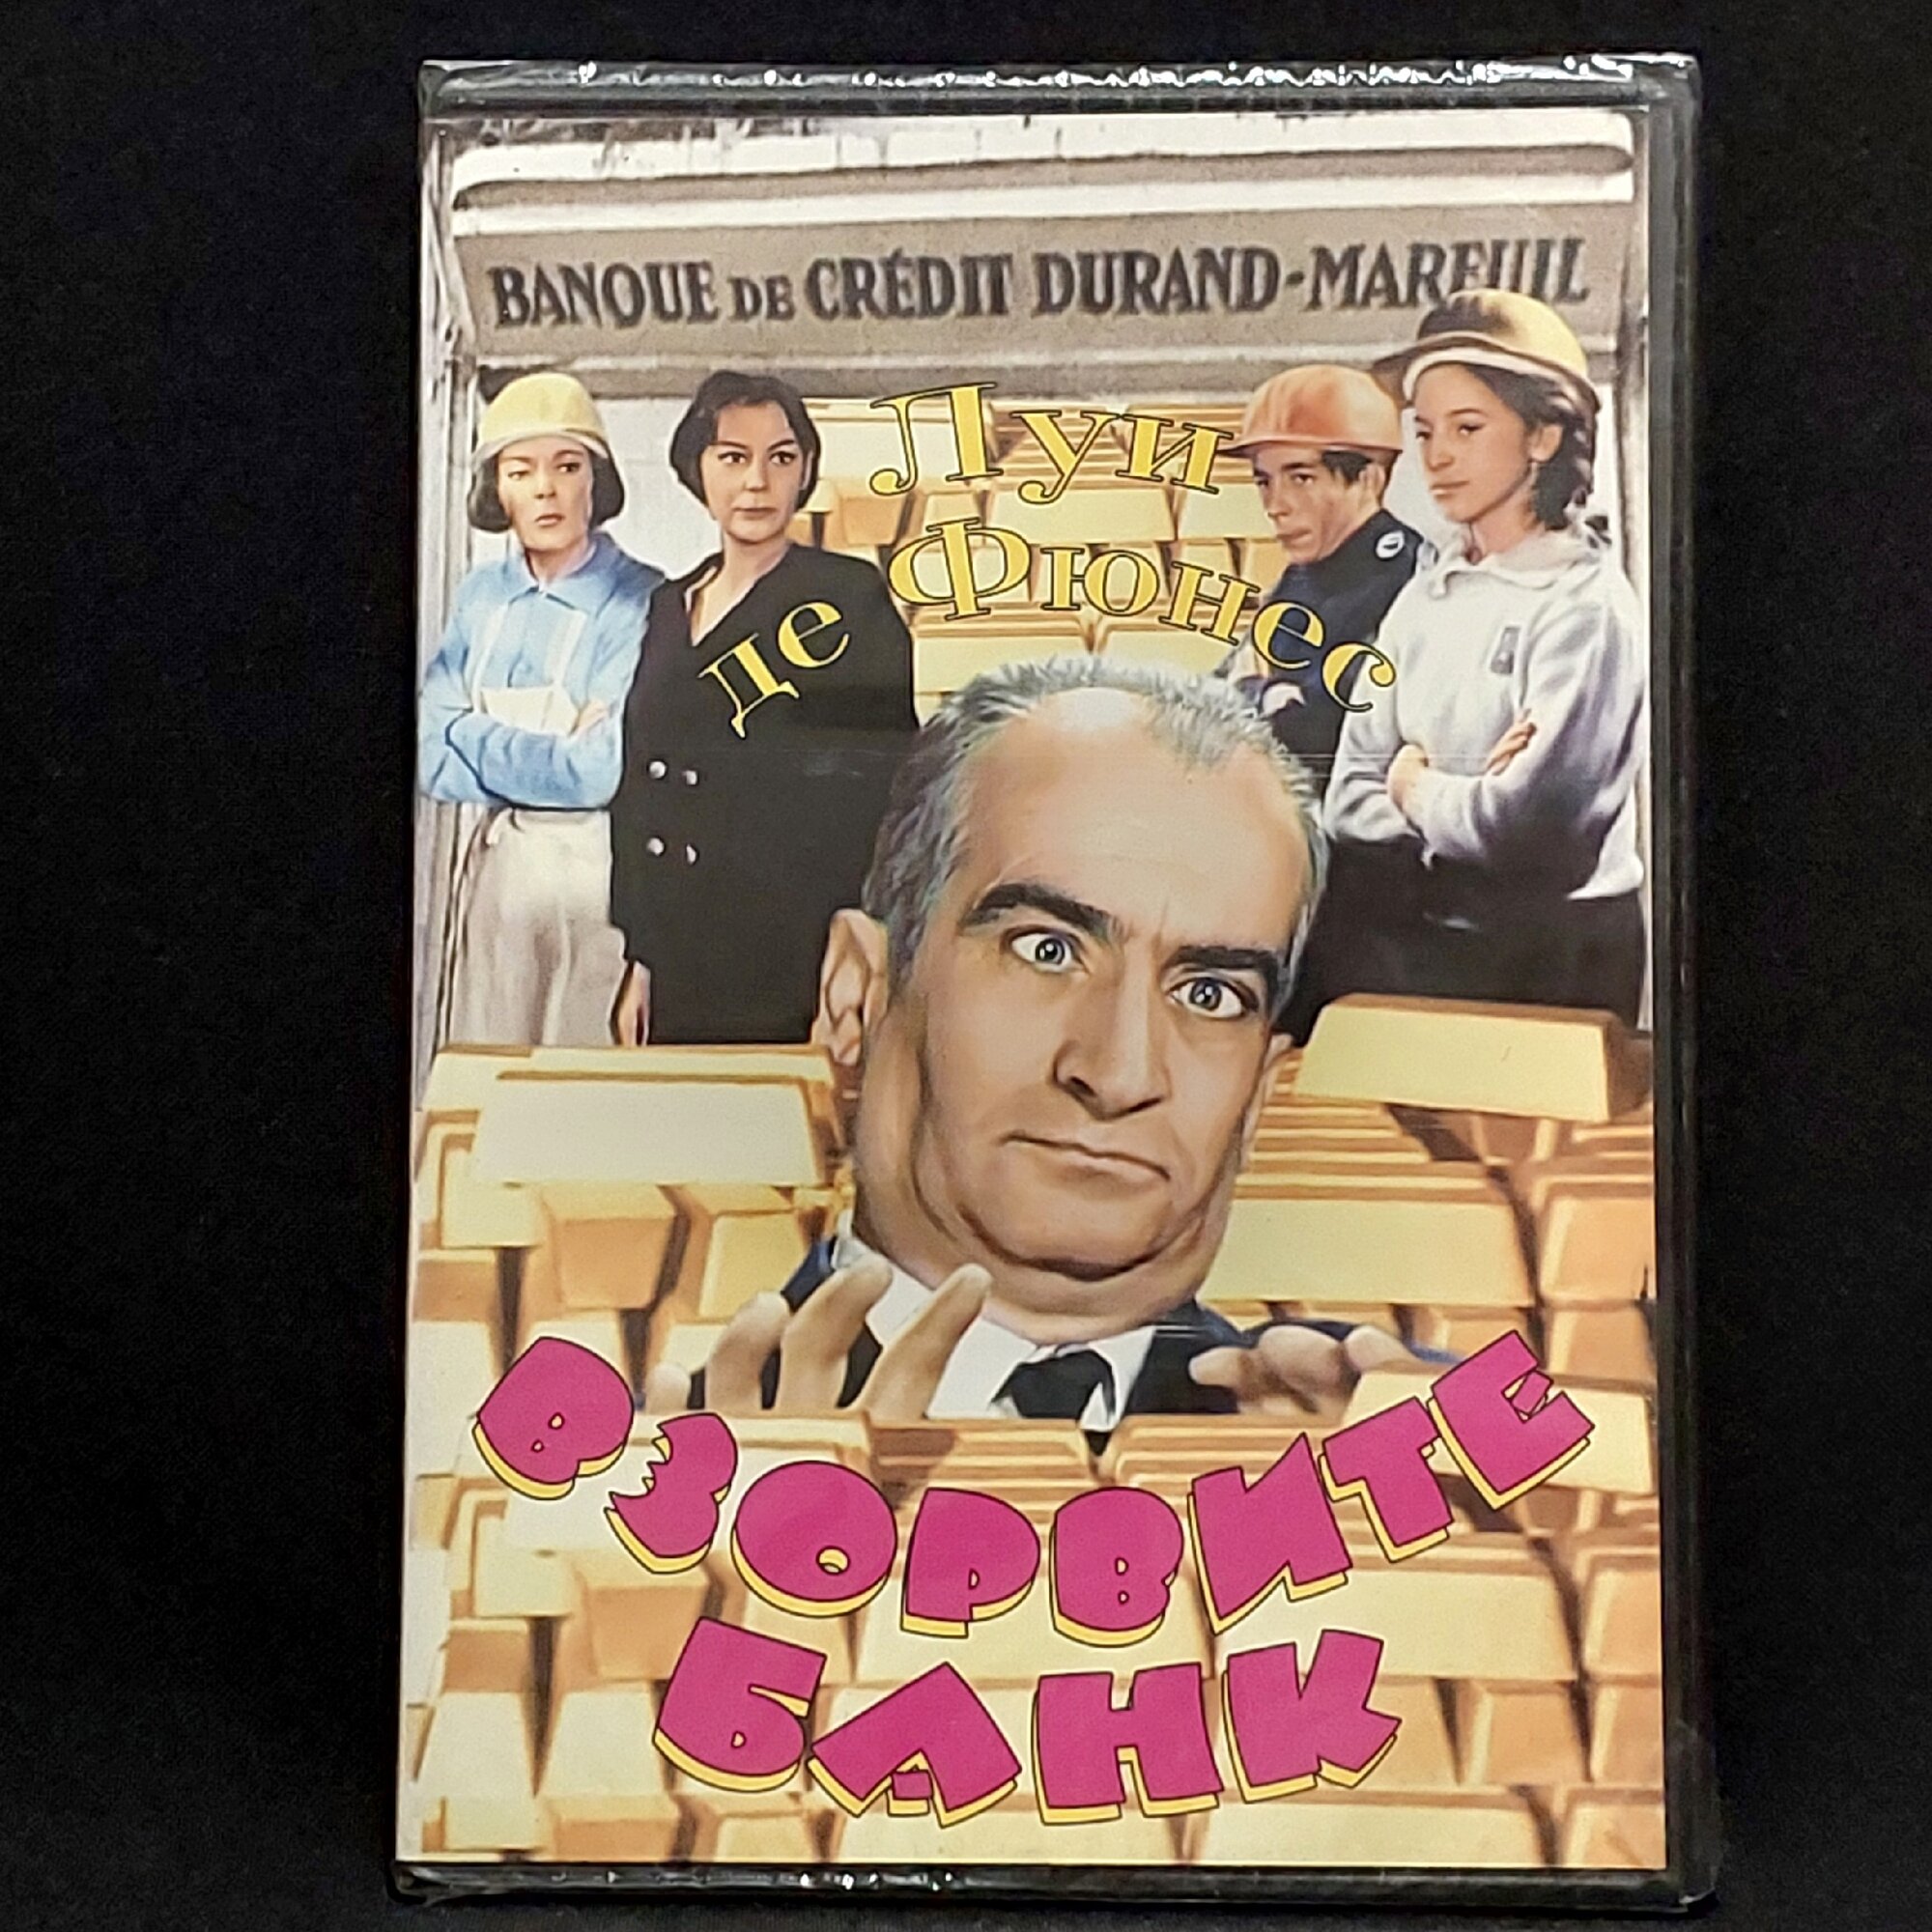 BANQUE DE CRÉDIT DURAND-MAREUIL
Луи
де Фюнес
ВЗОРВИТЕ
БАНК